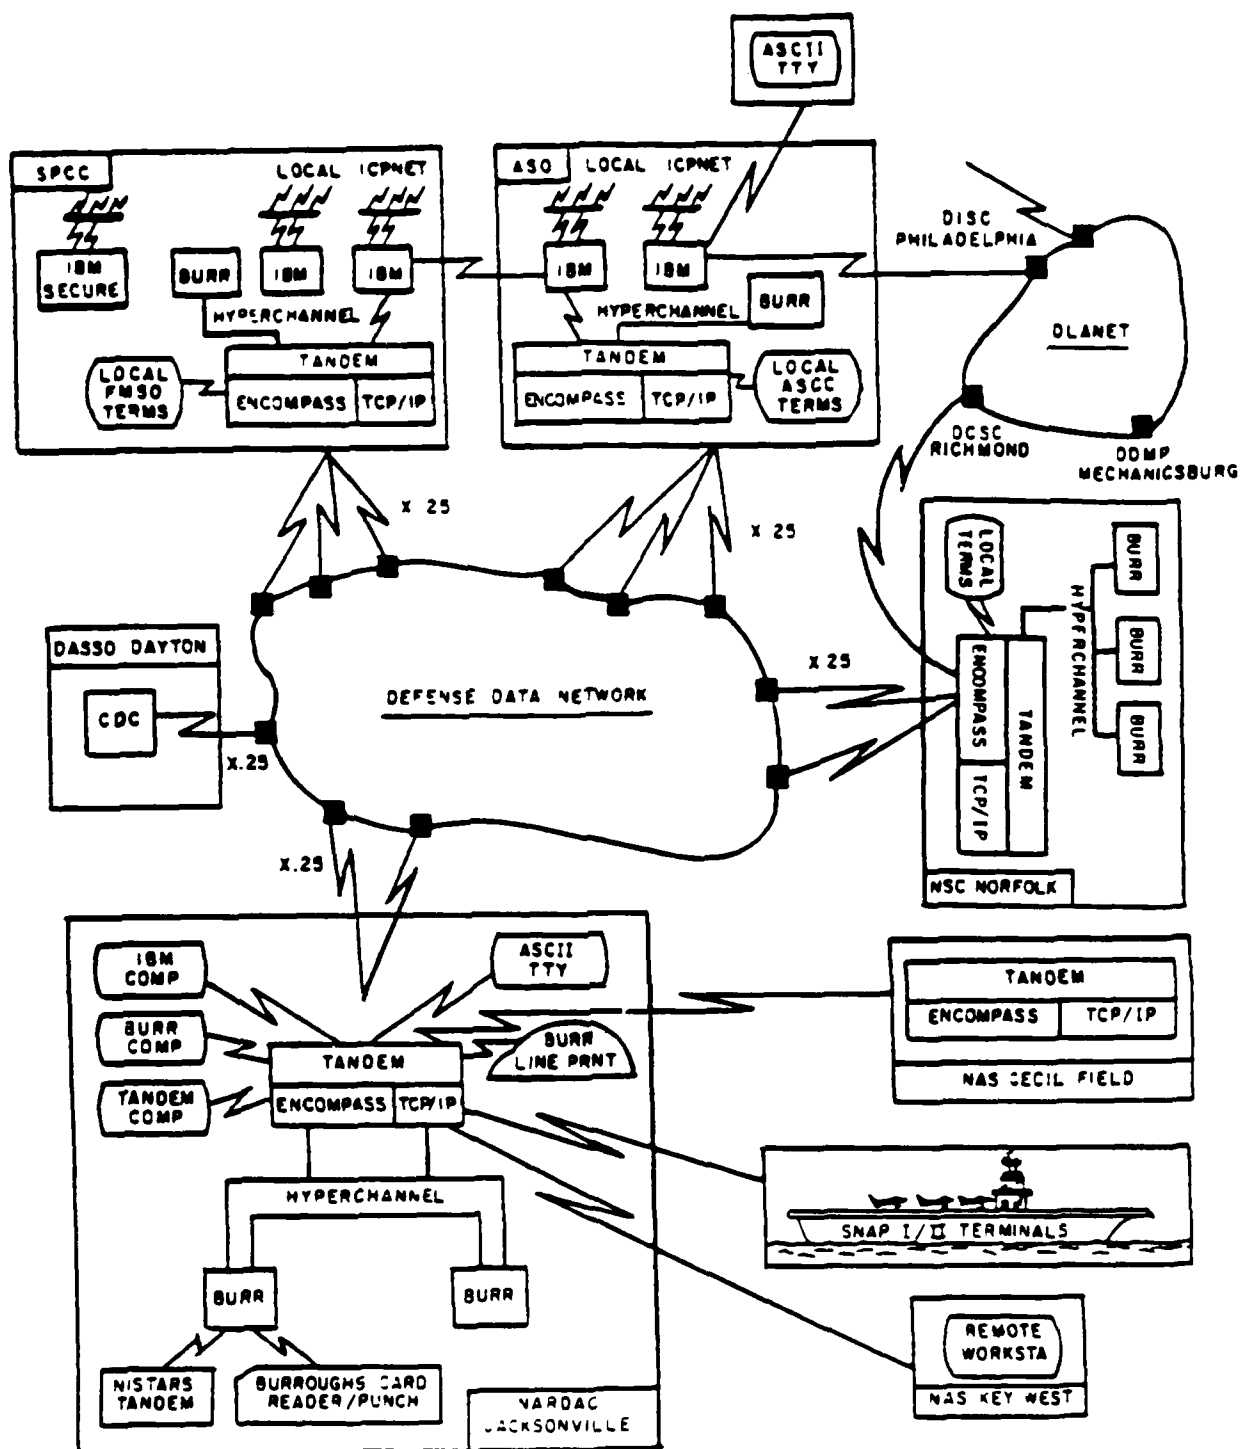 ASCII
TTY
SPCC
LOCAL ICPNET
ASO
LOCAL ICPNET
IBM
SECURE
BURR
IBM
IBM
IBM
IBM
BURR
HYPERCHANNEL
HYPERCHANNEL
DISC
PHILADELPHIA
DLANET
LOCAL
FMSO
TERMS
TANDEM
ENCOMPASS
TCP/IP
TANDEM
ENCOMPASS
TCP/IP
LOCAL
ASCC
TERMS
DCSC
RICHMOND
DDMP
MECHANICSBURG
X 25
X 25
LOCAL
TERMS
BURR
BURR
BURR
HYPERCHANNEL
ENCOMPASS
TANDEM
TCP/IP
NSC NORFOLK
DASSO DAYTON
CDC
X.25
DEFENSE DATA NETWORK
X 25
X.25
IBM
COMP
ASCII
TTY
BURR
COMP
BURR
LINE PRNT
TANDEM
COMP
TANDEM
ENCOMPASS
TCP/IP
TANDEM
ENCOMPASS
TCP/IP
NAS CECIL FIELD
HYPERCHANNEL
SNAP I/II TERMINALS
BURR
BURR
NISTARS
TANDEM
BURROUGHS CARD
READER/PUNCH
NARDAC
JACKSONVILLE
REMOTE
WORKSTA
NAS KEY WEST